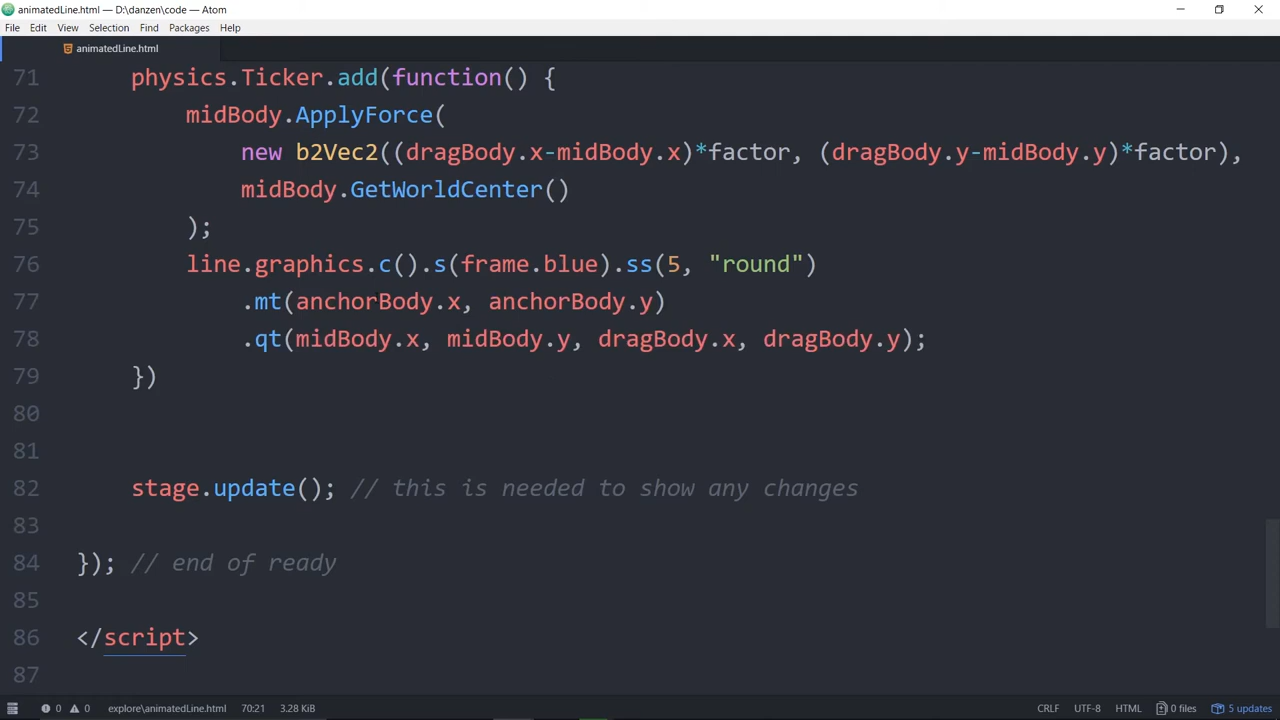 animatedLine.html — D:\danzen\code — Atom
File Edit View Selection Find Packages Help
animatedLine.html
71 physics.Ticker.add(function() {
72 midBody.ApplyForce(
73 new b2Vec2((dragBody.x-midBody.x)*factor, (dragBody.y-midBody.y)*factor),
74 midBody.GetWorldCenter()
75 );
76 line.graphics.c().s(frame.blue).ss(5, "round")
77 .mt(anchorBody.x, anchorBody.y)
78 .qt(midBody.x, midBody.y, dragBody.x, dragBody.y);
79 })
80
81
82 stage.update(); // this is needed to show any changes
83
84 }); // end of ready
85
86 </script>
87
0 0 explore\animatedLine.html 70:21 3.28 KiB CRLF UTF-8 HTML 0 files 5 updates